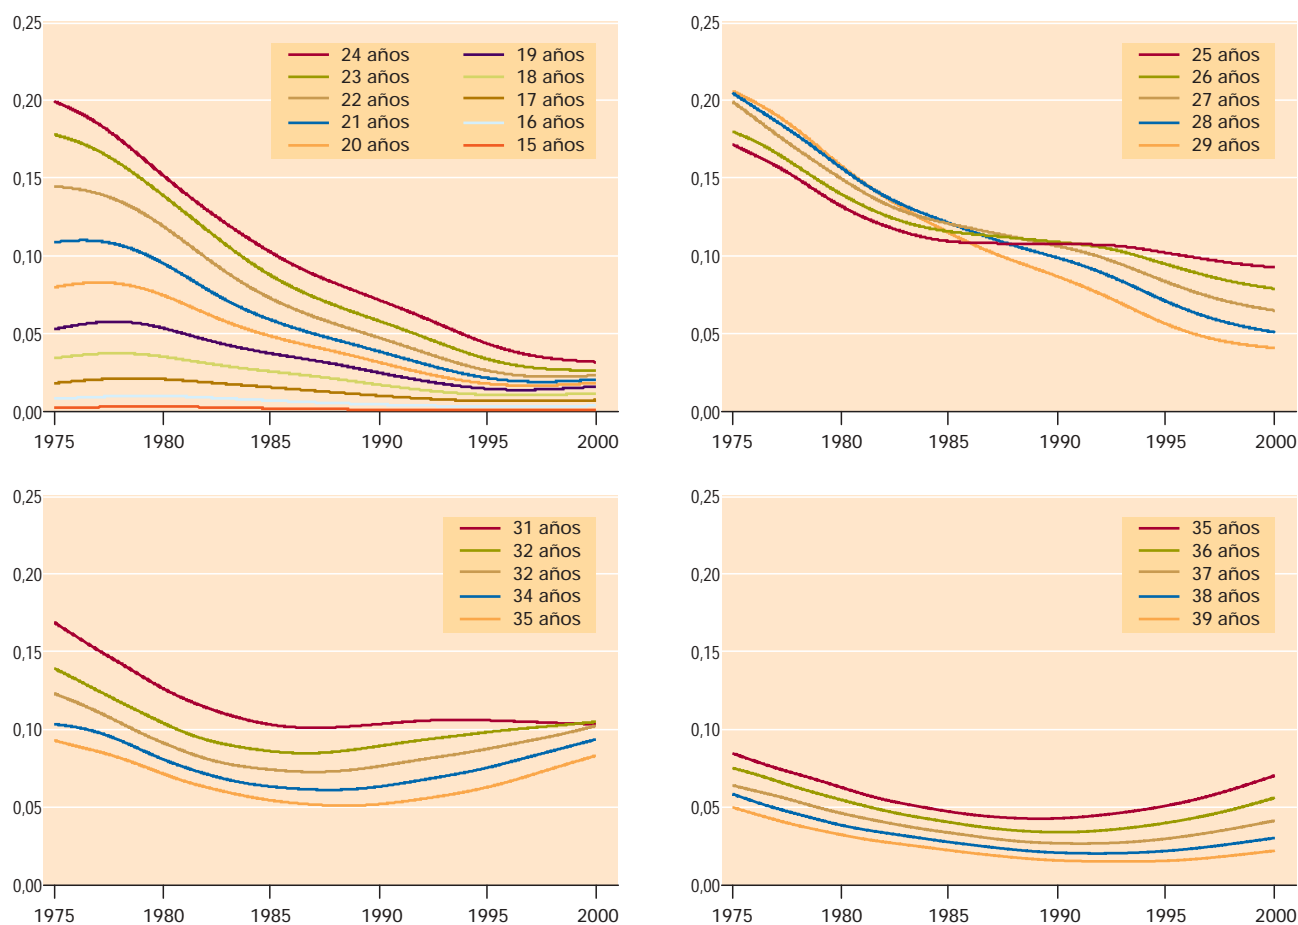 0,25
24 años 19 años
23 años 18 años
0,20
22 años 17 años
21 años 16 años
20 años 15 años
0,15
0,10
0,05
0,00
1975 1980 1985 1990 1995 2000
0,25
25 años
26 años
0,20
27 años
28 años
29 años
0,15
0,10
0,05
0,00
1975 1980 1985 1990 1995 2000
0,25
31 años
32 años
0,20
32 años
34 años
35 años
0,15
0,10
0,05
0,00
1975 1980 1985 1990 1995 2000
0,25
35 años
36 años
0,20
37 años
38 años
39 años
0,15
0,10
0,05
0,00
1975 1980 1985 1990 1995 2000